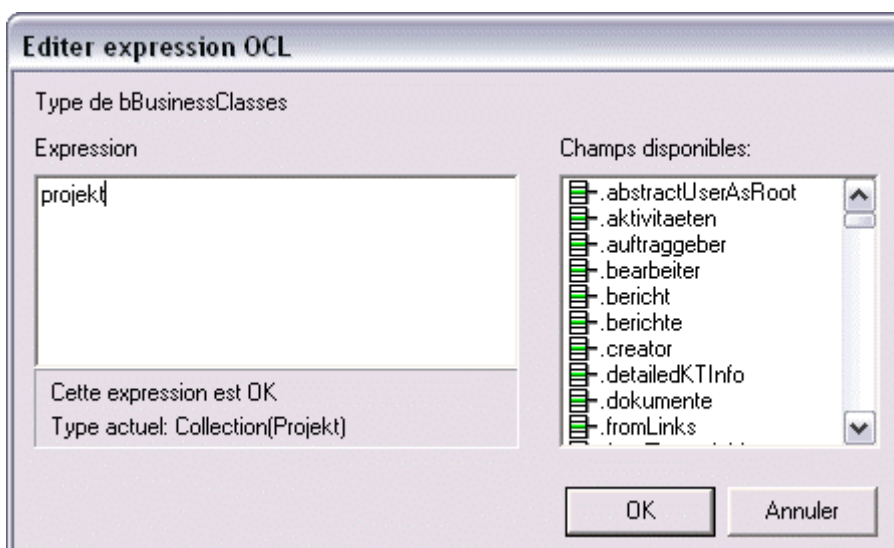 Editer expression OCL
Type de bBusinessClasses
Expression
projekt
Cette expression est OK
Type actuel: Collection(Projekt)
Champs disponibles:
.abstractUserAsRoot
.aktivitaeten
.auftraggeber
.bearbeiter
.bericht
.berichte
.creator
.detailedKTInfo
.dokumente
.fromLinks
OK
Annuler